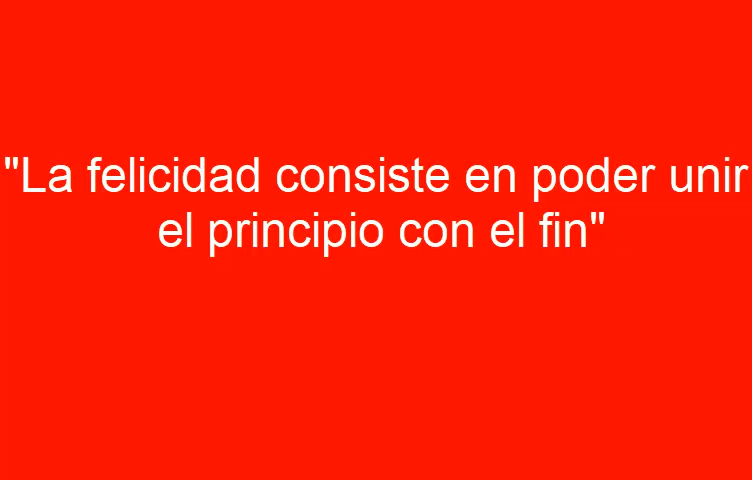 "La felicidad consiste en poder unir
el principio con el fin"